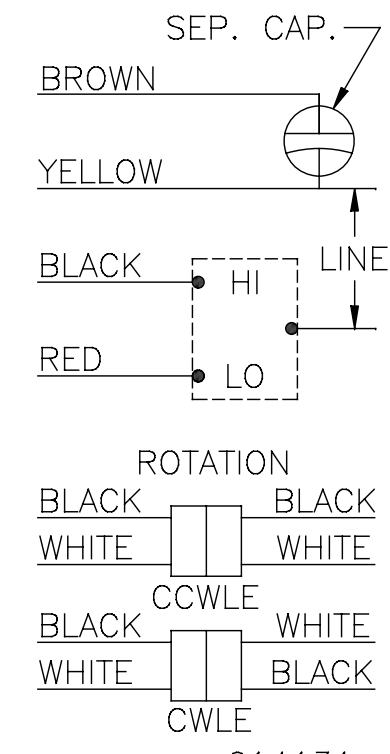 SEP. CAP.
BROWN
YELLOW
LINE
BLACK
HI
RED
LO
ROTATION
BLACK BLACK
WHITE WHITE
CCWLE
BLACK WHITE
WHITE BLACK
CWLE